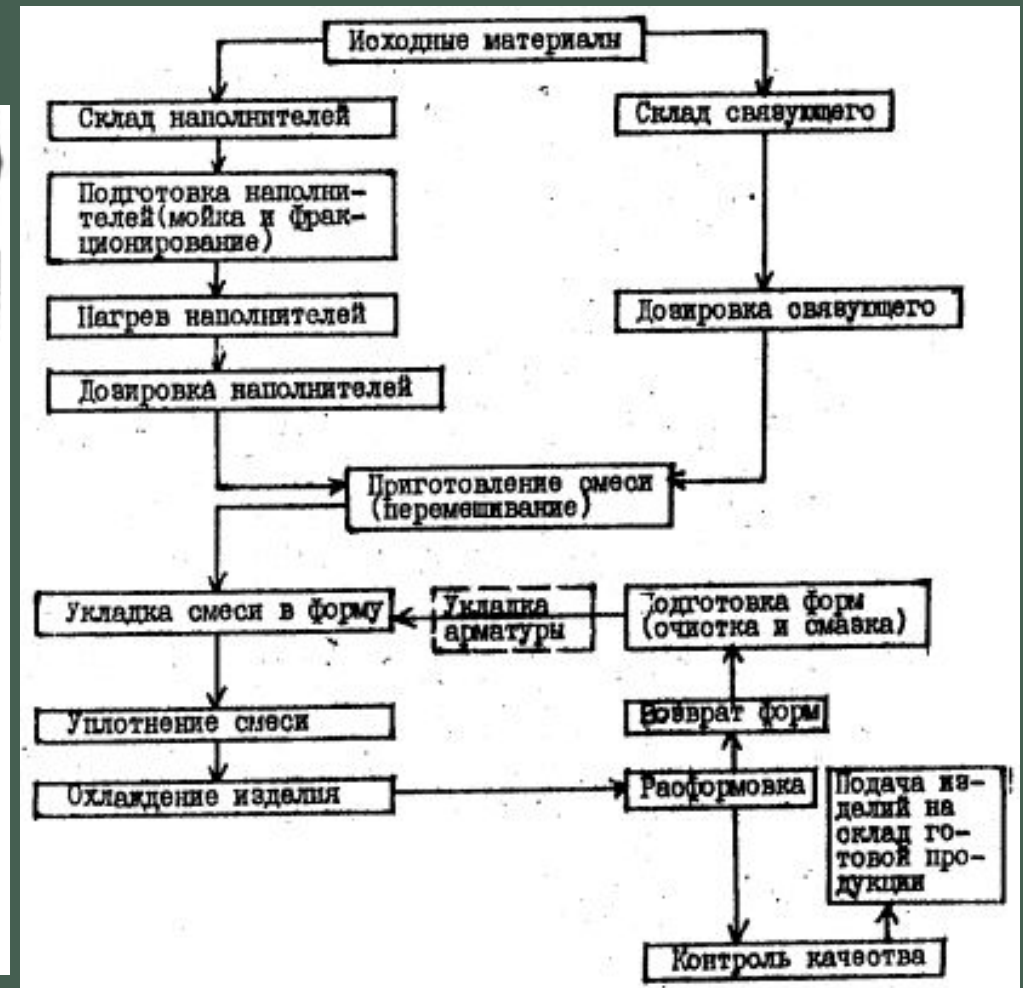 Исходные материалы
Склад наполнителей
Склад связующего
Подготовка наполни-
телей(мойка и фрак-
ционирование)
Нагрев наполнителей
Дозировка связующего
Дозировка наполнителей
Приготовление смеси
(перемешивание)
Укладка смеси в форму
Укладка
арматуры
Подготовка форм
(очистка и смазка)
Уплотнение смеси
Возврат форм
Охлаждение изделия
Расформовка
Подача из-
делий на
склад го-
товой про-
дукции
Контроль качества